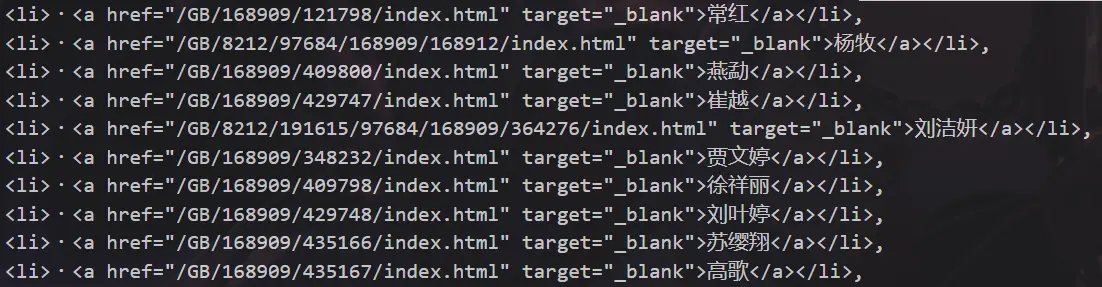 <li>·<a href="/GB/168909/121798/index.html" target="_blank">常红</a></li>,
<li>·<a href="/GB/8212/97684/168909/168912/index.html" target="_blank">杨牧</a></li>,
<li>·<a href="/GB/168909/409800/index.html" target="_blank">燕勐</a></li>,
<li>·<a href="/GB/168909/429747/index.html" target="_blank">崔越</a></li>,
<li>·<a href="/GB/8212/191615/97684/168909/364276/index.html" target="_blank">刘洁妍</a></li>,
<li>·<a href="/GB/168909/348232/index.html" target="_blank">贾文婷</a></li>,
<li>·<a href="/GB/168909/409798/index.html" target="_blank">徐祥丽</a></li>,
<li>·<a href="/GB/168909/429748/index.html" target="_blank">刘叶婷</a></li>,
<li>·<a href="/GB/168909/435166/index.html" target="_blank">苏缨翔</a></li>,
<li>·<a href="/GB/168909/435167/index.html" target="_blank">高歌</a></li>,